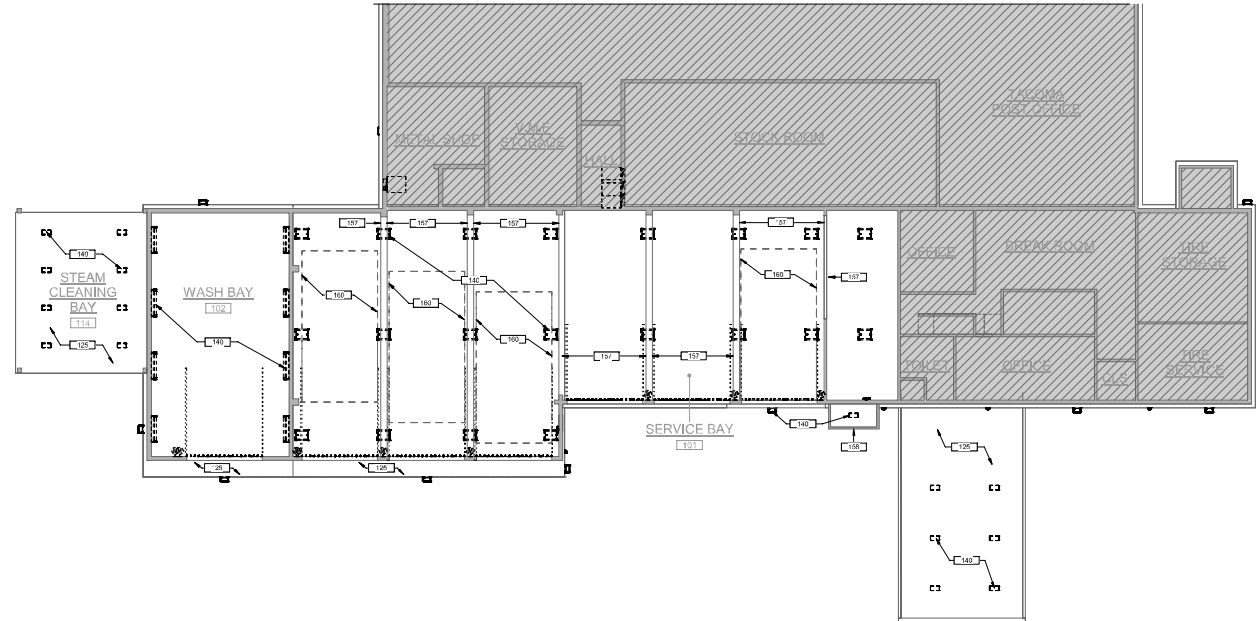 TACOMA
POST OFFICE
METAL SHOP
V.M.F
STORAGE
STOCK ROOM
HALL
157
157
157
157
140
STEAM
CLEANING
BAY
114
125
WASH BAY
102
140
160
160
160
140
160
157
OFFICE
BREAK ROOM
TIRE
STORAGE
157
157
TOILET
OFFICE
CLS
TIRE
SERVICE
SERVICE BAY
101
140
158
125
125
125
140